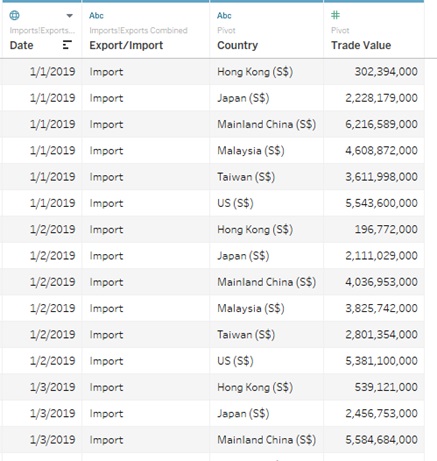 Abc Abc #
Imports!Exports... Imports!Exports Combined Pivot Pivot
Date Export/Import Country Trade Value
1/1/2019 Import Hong Kong (S$) 302,394,000
1/1/2019 Import Japan (S$) 2,228,179,000
1/1/2019 Import Mainland China (S$) 6,216,589,000
1/1/2019 Import Malaysia (S$) 4,608,872,000
1/1/2019 Import Taiwan (S$) 3,611,998,000
1/1/2019 Import US (S$) 5,543,600,000
1/2/2019 Import Hong Kong (S$) 196,772,000
1/2/2019 Import Japan (S$) 2,111,029,000
1/2/2019 Import Mainland China (S$) 4,036,953,000
1/2/2019 Import Malaysia (S$) 3,825,742,000
1/2/2019 Import Taiwan (S$) 2,801,354,000
1/2/2019 Import US (S$) 5,381,100,000
1/3/2019 Import Hong Kong (S$) 539,121,000
1/3/2019 Import Japan (S$) 2,456,753,000
1/3/2019 Import Mainland China (S$) 5,584,684,000